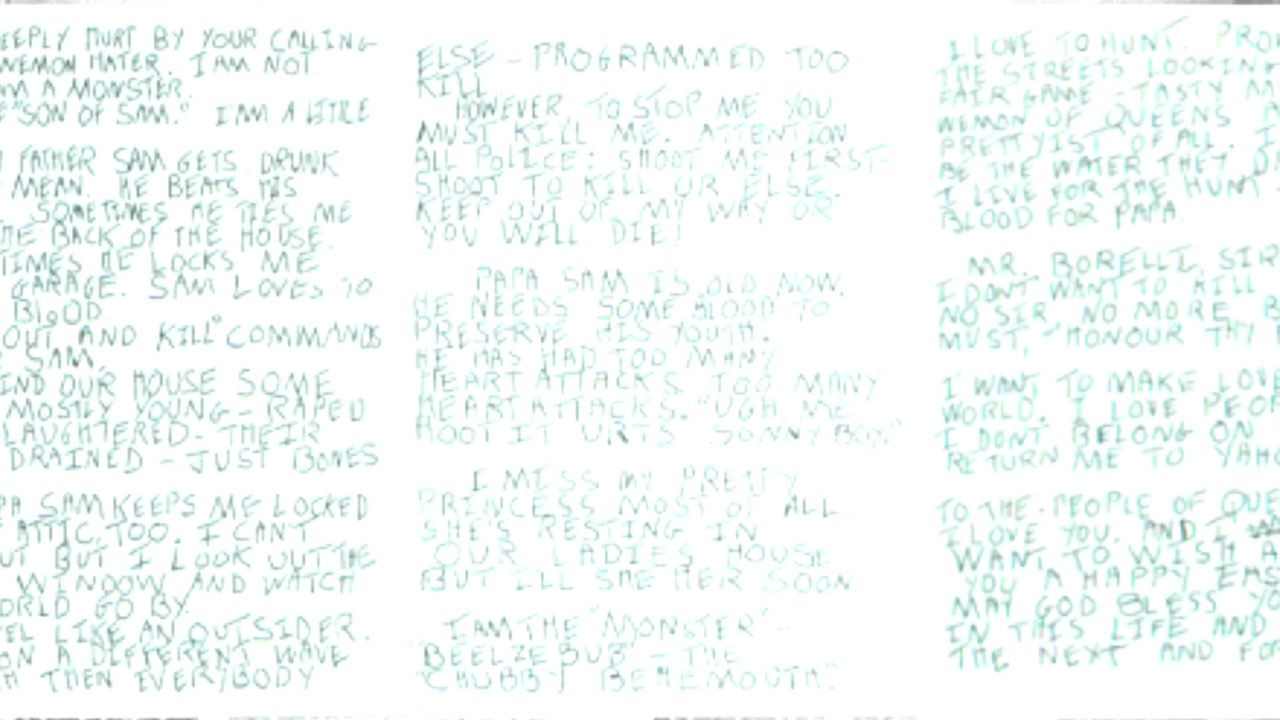 EEPLY HURT BY YOUR CALLING
WEMON HATER. I AM NOT.
M A MONSTER.
"SON OF SAM." I AM A LITTLE
FATHER SAM GETS DRUNK
MEAN. HE BEATS HIS
SOMETIMES HE TIES ME
HE BACK OF THE HOUSE.
TIMES HE LOCKS ME
GARAGE. SAM LOVES TO
BLOOD.
OUT AND KILL" COMMANDS
SAM.
IND OUR HOUSE SOME
MOSTLY YOUNG - RAPED
LAUGHTERED - THEIR
DRAINED - JUST BONES
PA SAM KEEPS ME LOCKED
ATTIC, TOO. I CAN'T
UT BUT I LOOK OUT THE
WINDOW AND WATCH
ORLD GO BY.
EL LIKE AN OUTSIDER.
ON A DIFFERENT WAVE
H THEN EVERYBODY
ELSE - PROGRAMMED TOO
KILL.
HOWEVER, TO STOP ME YOU
MUST KILL ME. ATTENTION
ALL POLICE: SHOOT ME FIRST-
SHOOT TO KILL OR ELSE.
KEEP OUT OF MY WAY OR
YOU WILL DIE!
PAPA SAM IS OLD NOW.
HE NEEDS SOME BLOOD TO
PRESERVE HIS YOUTH.
HE HAS HAD TOO MANY
HEART ATTACKS. TOO MANY
HEART ATTACKS. "UGH, ME
HOOT IT URTS SONNY BOY."
I MISS MY PRETTY
PRINCESS MOST OF ALL.
SHE'S RESTING IN
OUR LADIES HOUSE
BUT I'LL SHE HER SOON.
I AM THE "MONSTER" -
"BEELZEBUB" - THE
"CHUBBY BEHEMOUTH."
I LOVE TO HUNT. PRO
THE STREETS LOOKING
FAIR GAME - TASTY M
WEMON OF QUEENS
PRETTYIST OF ALL. I
BE THE WATER THEY D
I LIVE FOR THE HUNT -
BLOOD FOR PAPA.
MR. BORELLI, SIR
I DONT WANT TO KILL
NO SIR, NO MORE B
MUST, "HONOUR THY
I WANT TO MAKE LOVE
WORLD. I LOVE PEO
I DONT BELONG ON
RETURN ME TO YAHO
TO THE PEOPLE OF QUE
I LOVE YOU. AND I
WANT TO WISH A
YOU A HAPPY EAS
MAY GOD BLESS YO
IN THIS LIFE AND
THE NEXT AND FO